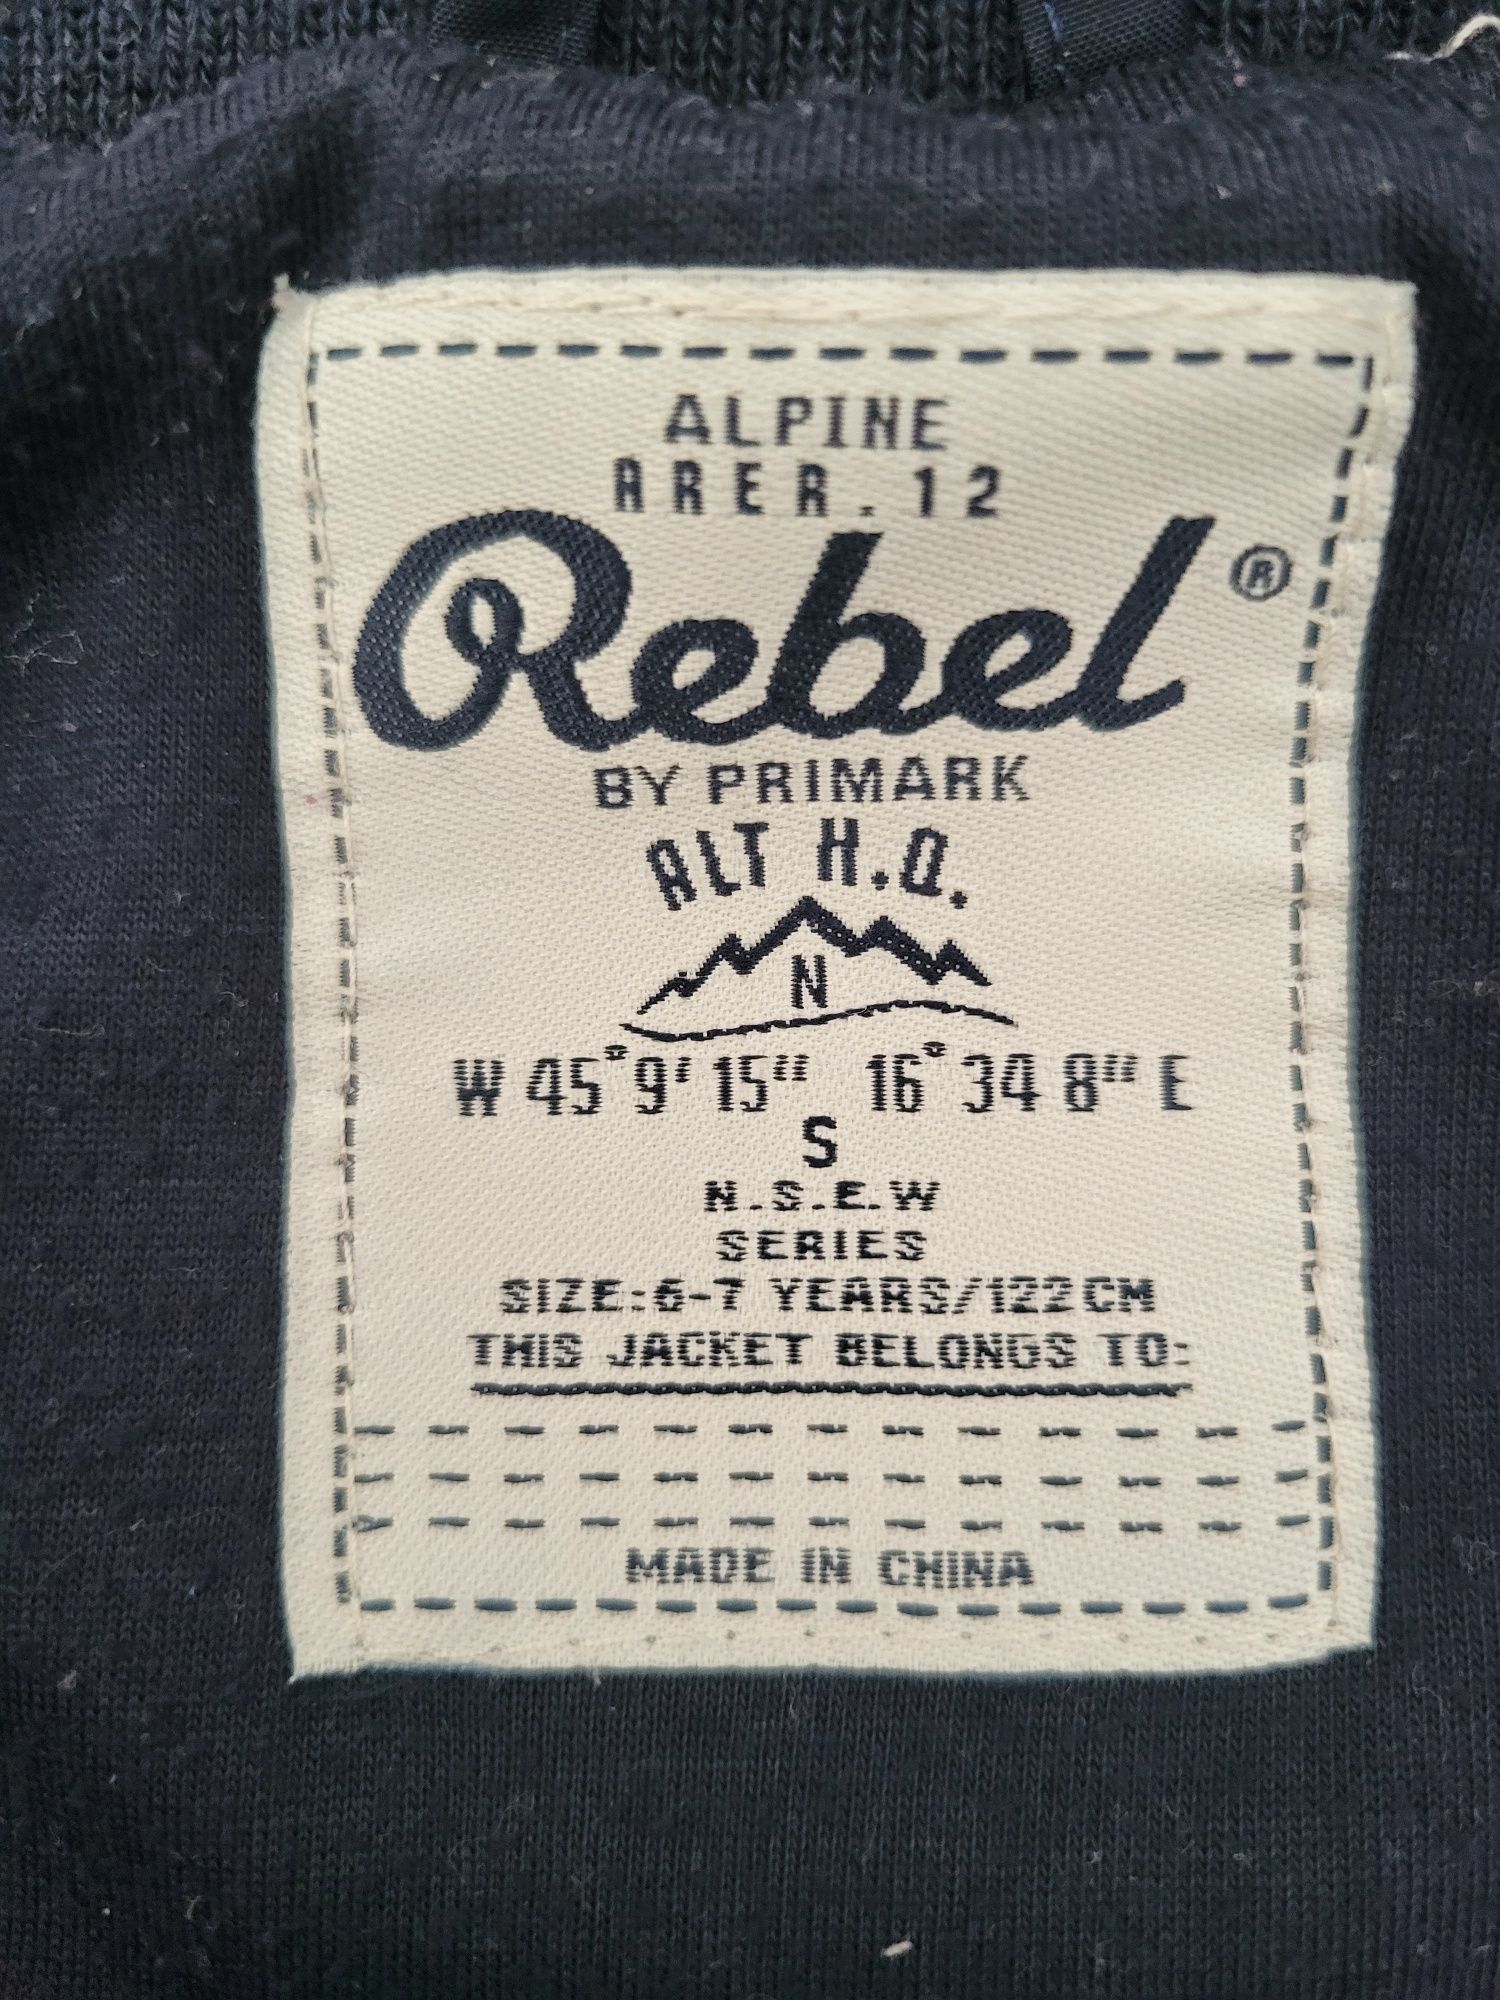 ALPINE
ARER.12
Rebel®
BY PRIMARK
ALT H.Q.
N
W 45°9' 15" 16°34 8''' E
S
N.S.E.W
SERIES
SIZE:6-7 YEARS/122CM
THIS JACKET BELONGS TO:
MADE IN CHINA